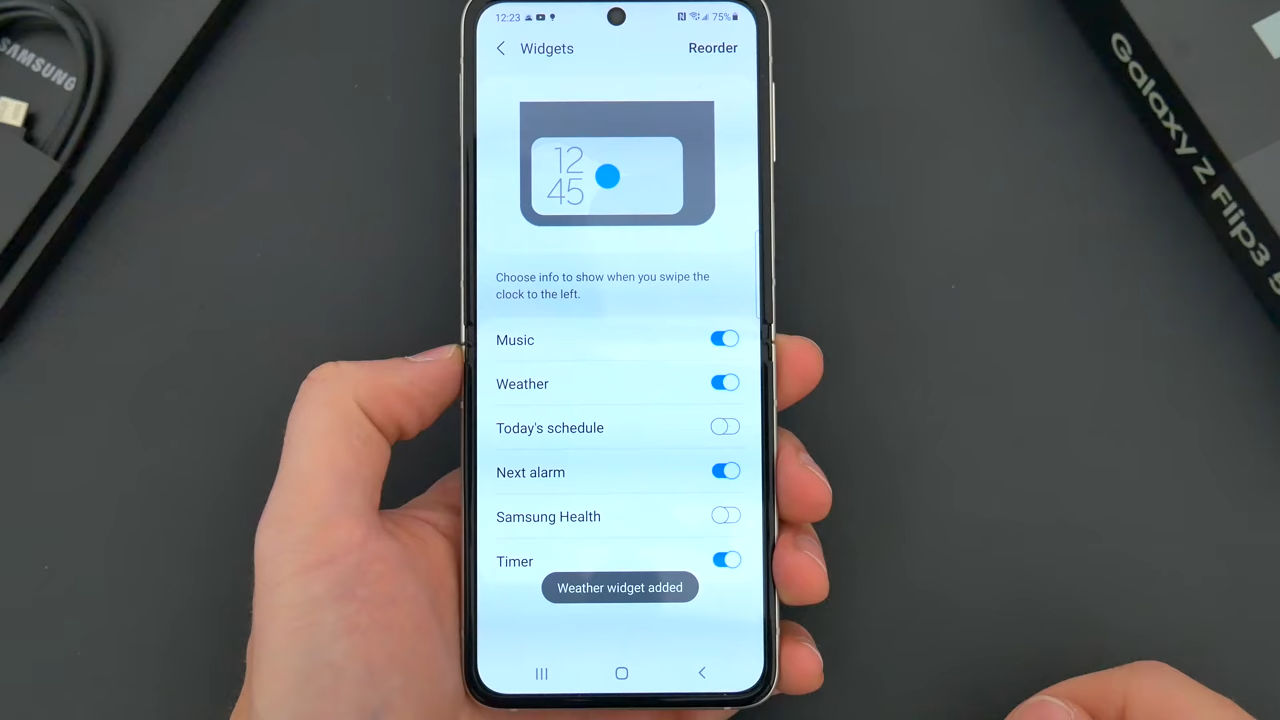 SAMSUNG
Galaxy Z Flip3 5
12:23
75%
Widgets
Reorder
12
45
Choose info to show when you swipe the
clock to the left.
Music
Weather
Today's schedule
Next alarm
Samsung Health
Timer
Weather widget added